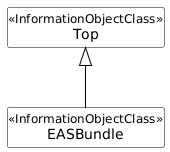 «InformationObjectClass»
Top
«InformationObjectClass»
EASBundle